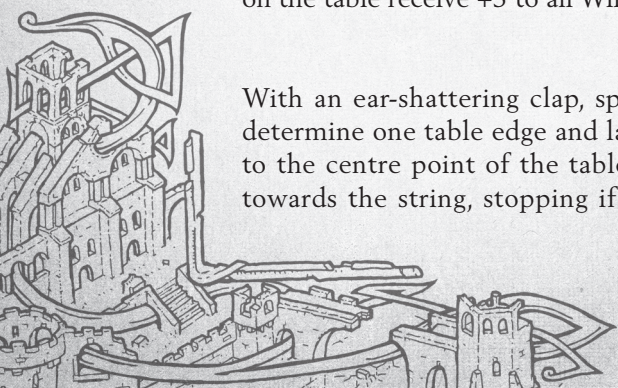 on the table receive +3 to all Wil
With an ear-shattering clap, sp
determine one table edge and la
to the centre point of the table
towards the string, stopping if